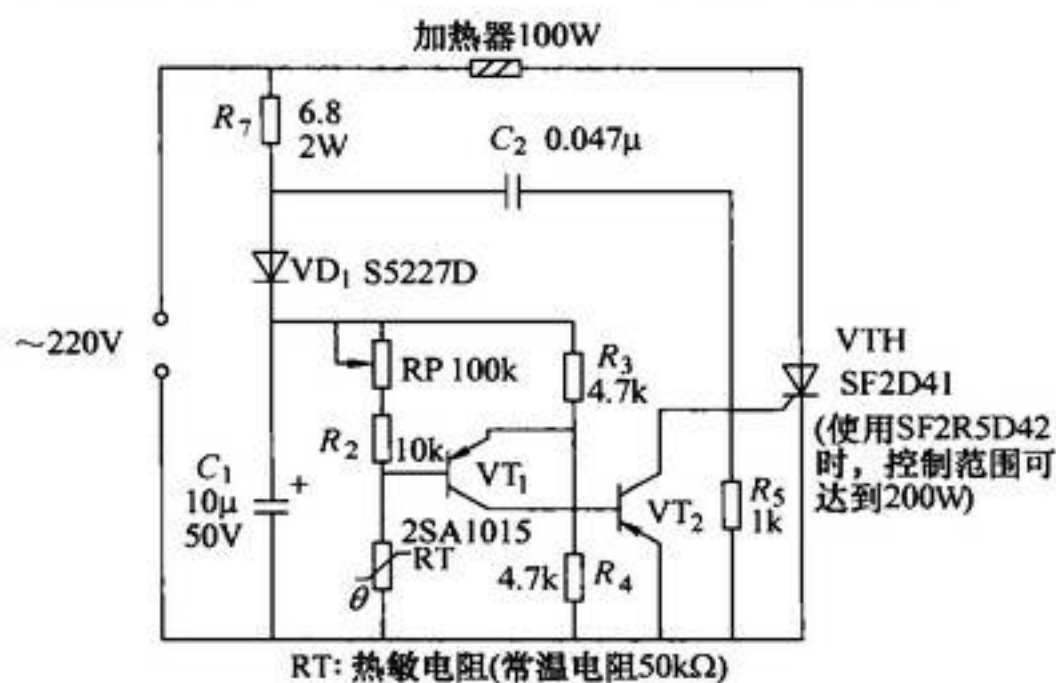 加热器100W
R7
6.8
2W
C2 0.047μ
VD1 S5227D
~220V
RP 100k
R3
4.7k
VTH
SF2D41
(使用SF2R5D42
时，控制范围可
达到200W)
R2
10k
VT1
C1
10μ
50V
+
VT2
R5
1k
2SA1015
RT
θ
4.7k R4
RT: 热敏电阻(常温电阻50kΩ)